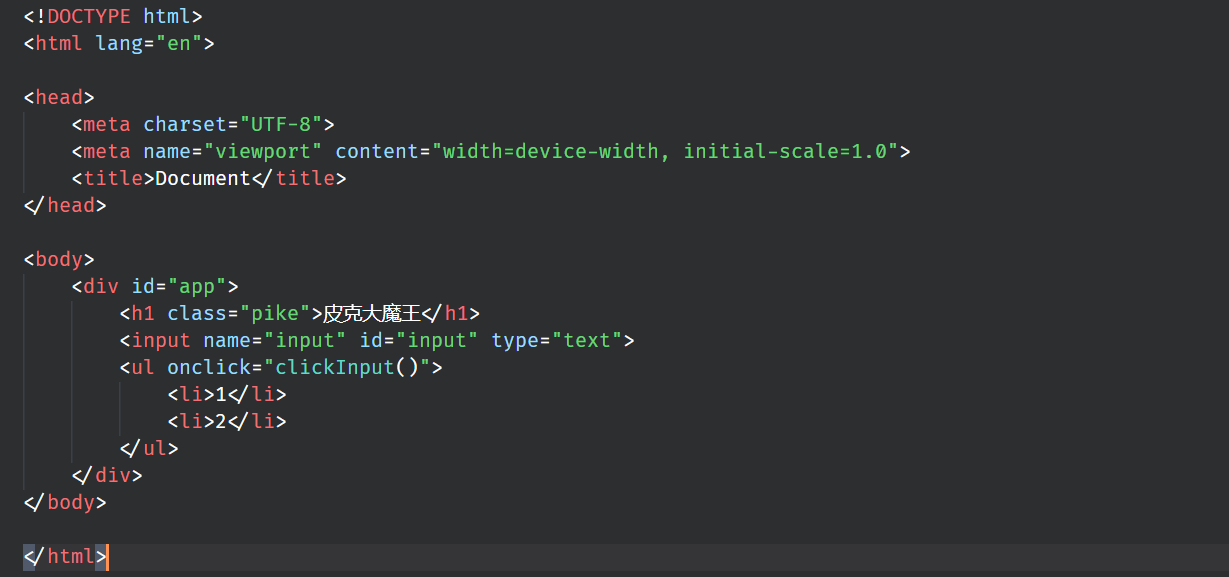 <!DOCTYPE html>
<html lang="en">
<head>
<meta charset="UTF-8">
<meta name="viewport" content="width=device-width, initial-scale=1.0">
<title>Document</title>
</head>
<body>
<div id="app">
<h1 class="pike">皮克大魔王</h1>
<input name="input" id="input" type="text">
<ul onclick="clickInput()">
<li>1</li>
<li>2</li>
</ul>
</div>
</body>
</html>